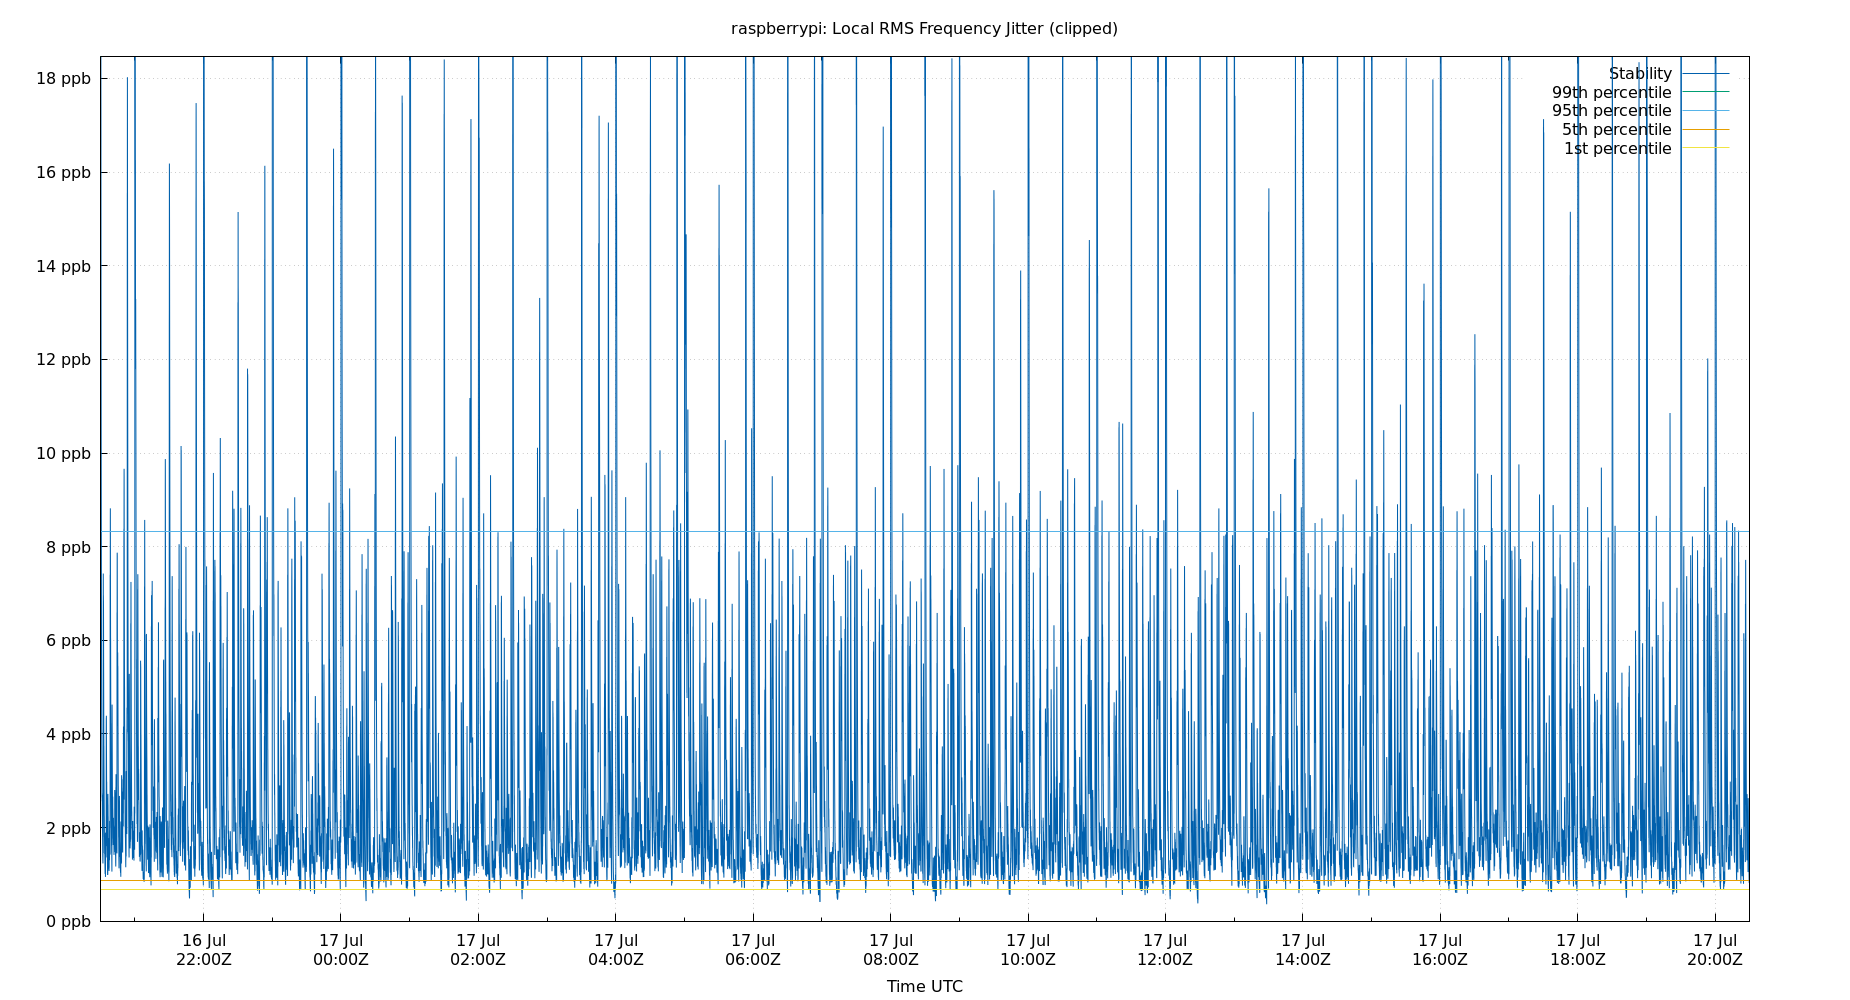 raspberrypi: Local RMS Frequency Jitter (clipped)
18 ppb
16 ppb
14 ppb
12 ppb
10 ppb
8 ppb
6 ppb
4 ppb
2 ppb
0 ppb
Stability
99th percentile
95th percentile
5th percentile
1st percentile
16 Jul 17 Jul 17 Jul 17 Jul 17 Jul 17 Jul 17 Jul 17 Jul 17 Jul 17 Jul 17 Jul 17 Jul
22:00Z 00:00Z 02:00Z 04:00Z 06:00Z 08:00Z 10:00Z 12:00Z 14:00Z 16:00Z 18:00Z 20:00Z
Time UTC